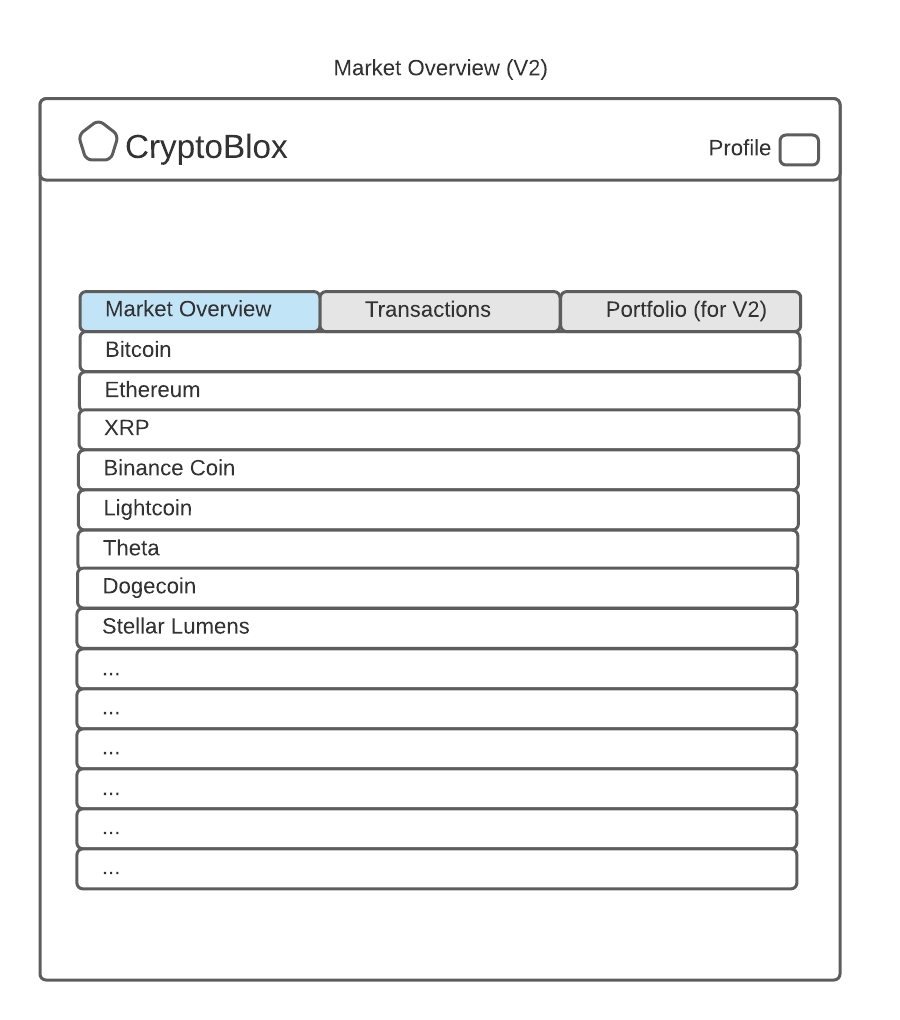 Market Overview (V2)
CryptoBlox
Profile
Market Overview
Transactions
Portfolio (for V2)
Bitcoin
Ethereum
XRP
Binance Coin
Lightcoin
Theta
Dogecoin
Stellar Lumens
...
...
...
...
...
...